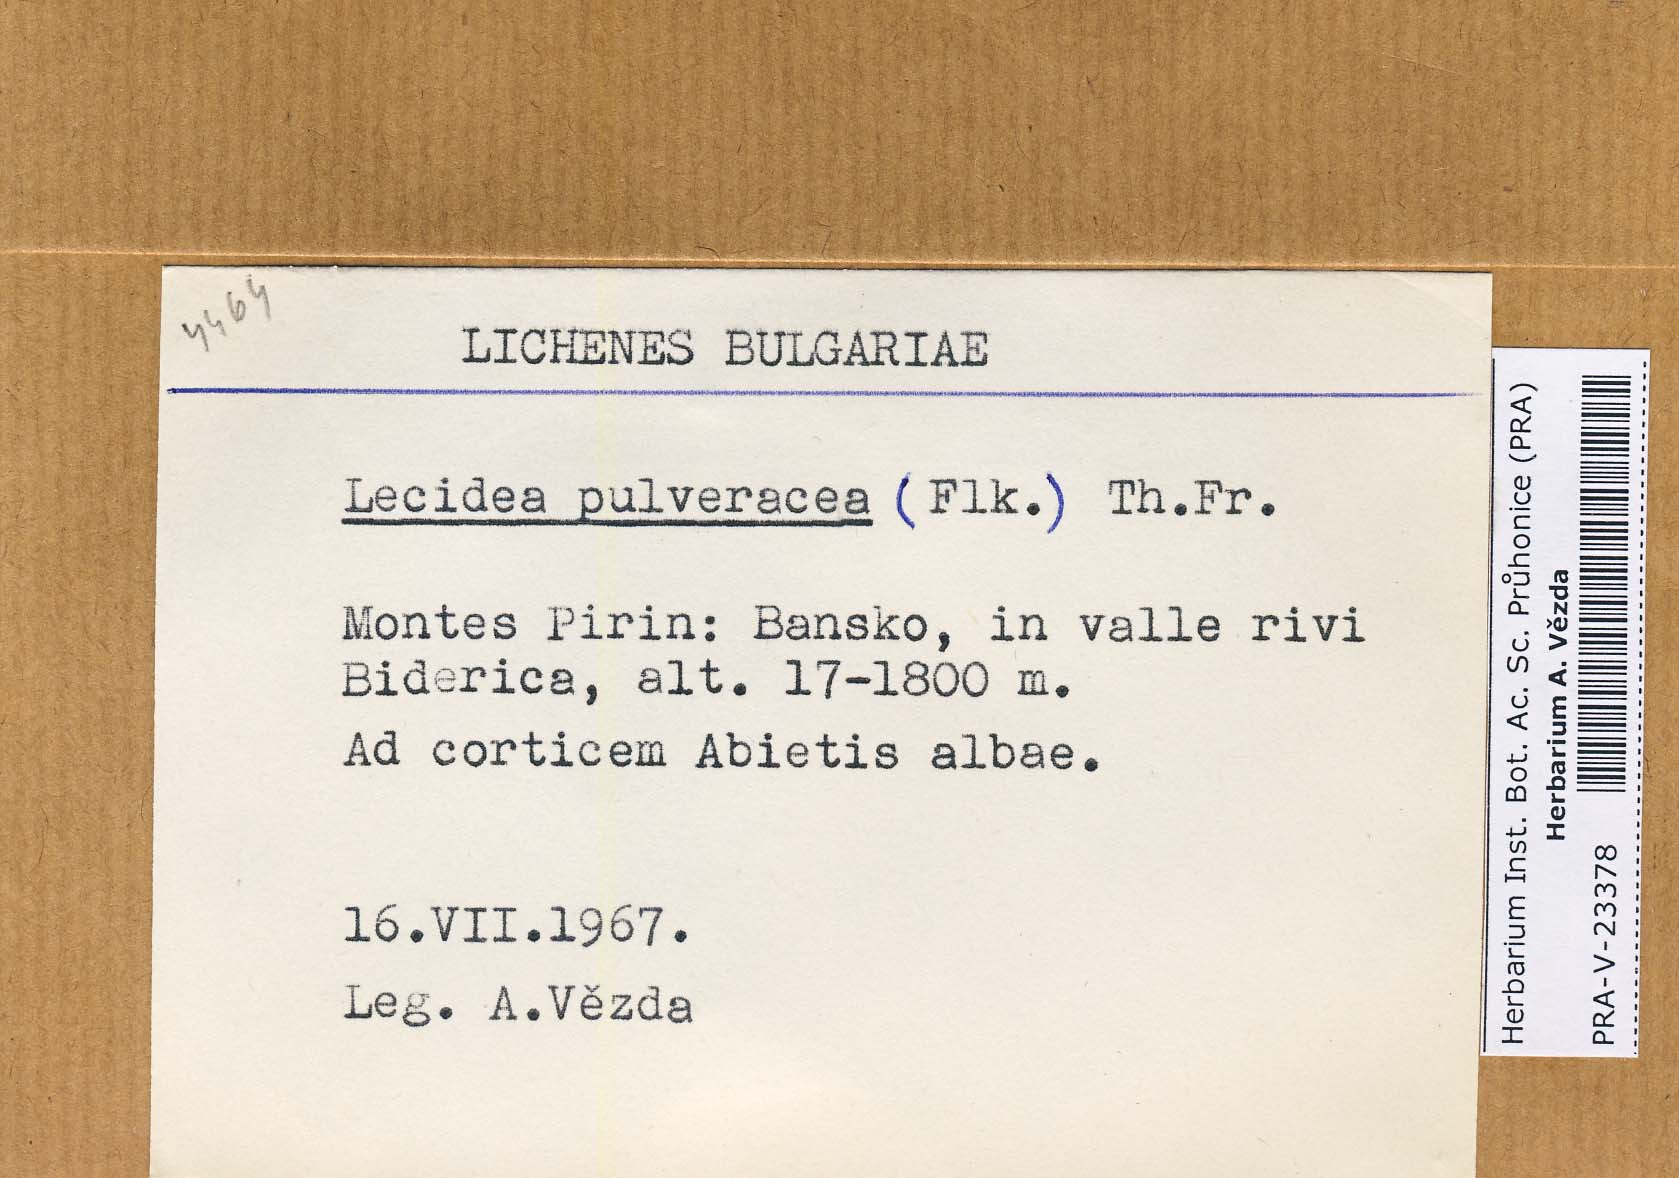 4464
LICHENES BULGARIAE
Lecidea pulveracea (Flk.) Th.Fr.
Montes Pirin: Bansko, in valle rivi
Biderica, alt. 17-1800 m.
Ad corticem Abietis albae.
16.VII.1967.
Leg. A.Vězda
Herbarium Inst. Bot. Ac. Sc. Průhonice (PRA)
Herbarium A. Vězda
PRA-V-23378